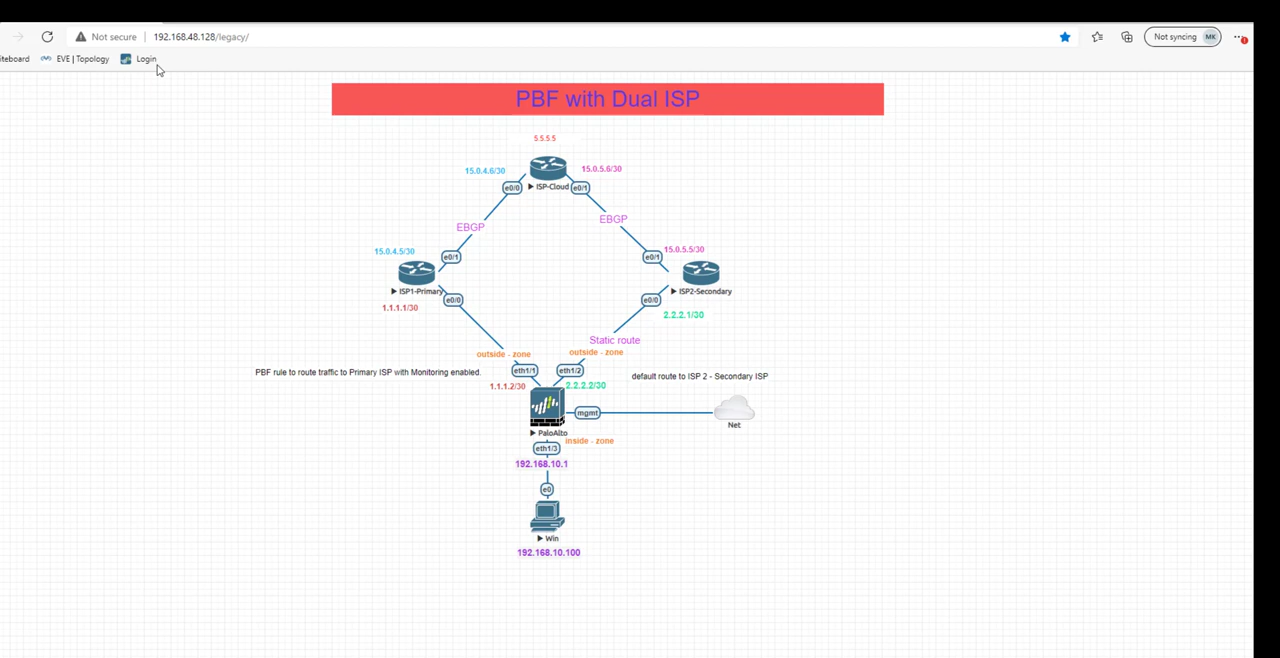 Not secure
192.168.48.128/legacy/
Not syncing
MK
iteboard
EVE | Topology
Login
PBF with Dual ISP
5.5.5.5
15.0.4.6/30
15.0.5.6/30
e0/0
ISP-Cloud
e0/1
EBGP
EBGP
15.0.4.5/30
15.0.5.5/30
e0/1
e0/1
ISP1-Primary
ISP2-Secondary
1.1.1.1/30
e0/0
e0/0
2.2.2.1/30
Static route
outside - zone
outside - zone
PBF rule to route traffic to Primary ISP with Monitoring enabled.
eth1/1
eth1/2
default route to ISP 2 - Secondary ISP
1.1.1.2/30
2.2.2.2/30
mgmt
Net
PaloAlto
inside - zone
eth1/3
192.168.10.1
e0
Win
192.168.10.100